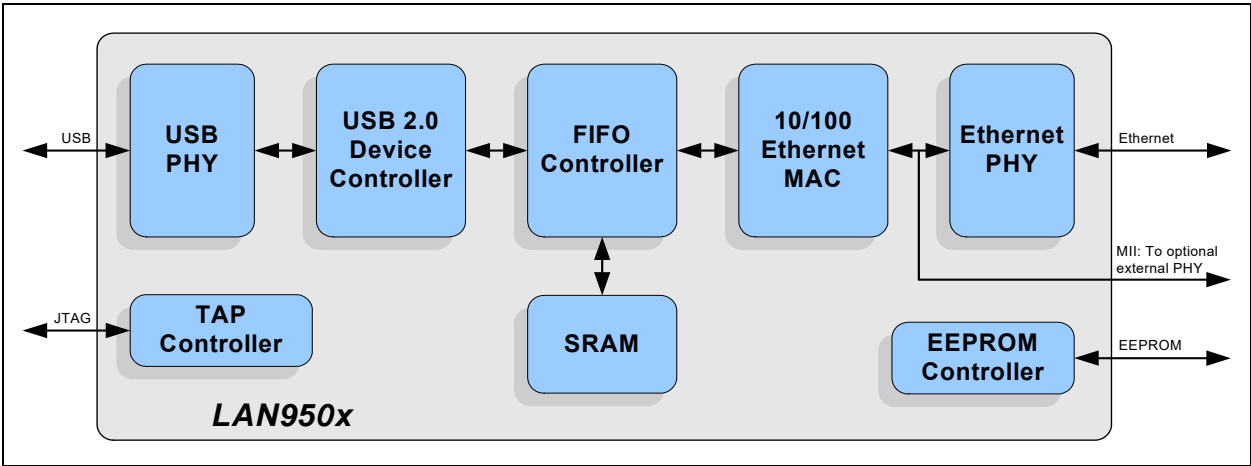 USB
USB
PHY
USB 2.0
Device
Controller
FIFO
Controller
10/100
Ethernet
MAC
Ethernet
PHY
Ethernet
MII: To optional
external PHY
JTAG
TAP
Controller
SRAM
EEPROM
Controller
EEPROM
LAN950x